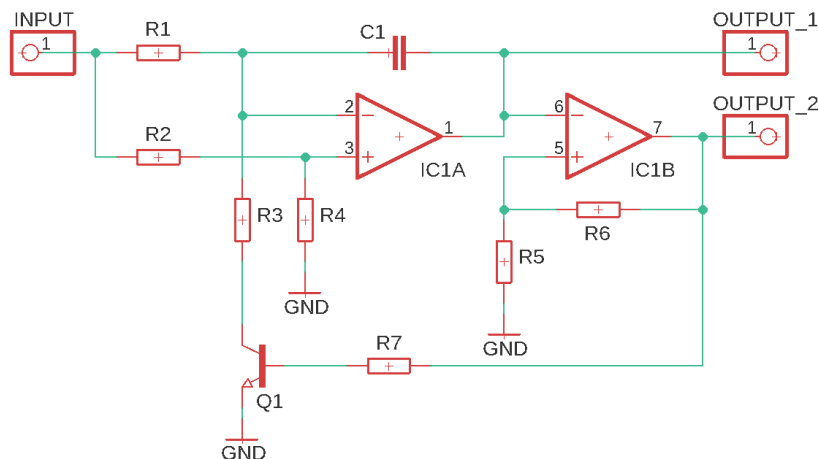 INPUT
1
R1
C1
OUTPUT_1
1
R2
2
3
1
IC1A
6
5
7
IC1B
OUTPUT_2
1
R3
R4
GND
R6
R5
GND
R7
Q1
GND